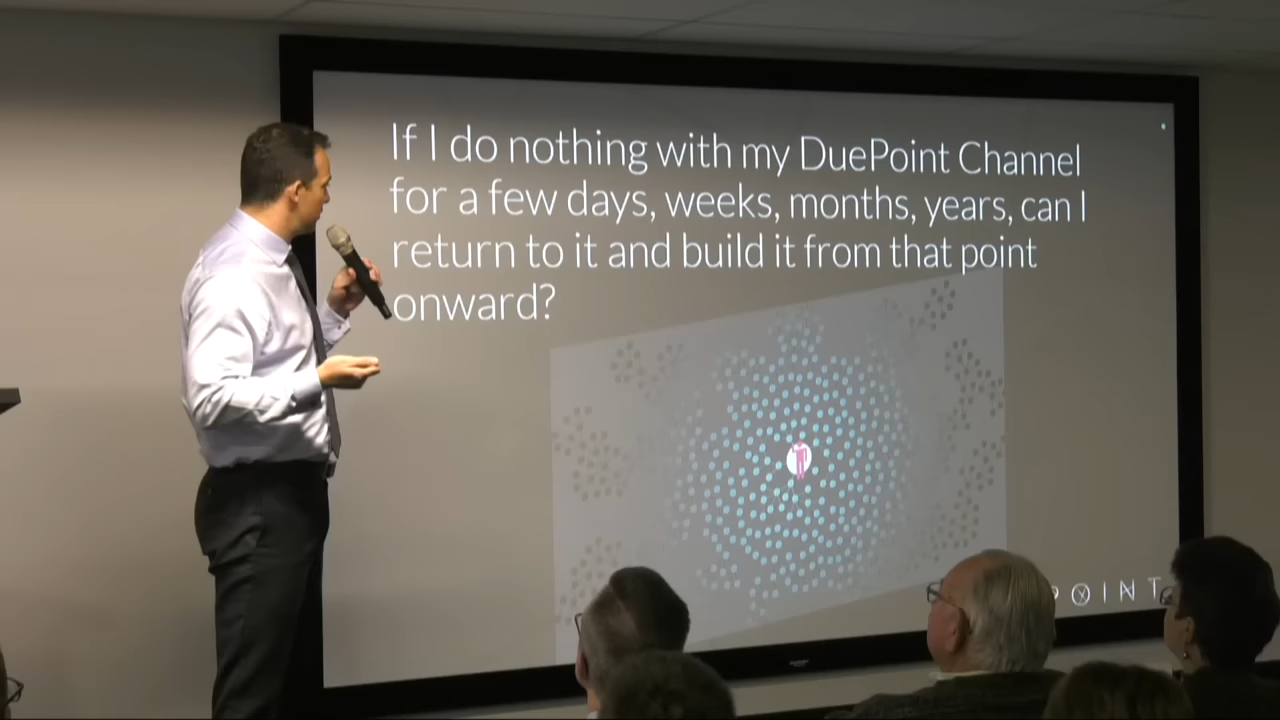 If I do nothing with my DuePoint Channel
for a few days, weeks, months, years, can I
return to it and build it from that point
onward?
POINT